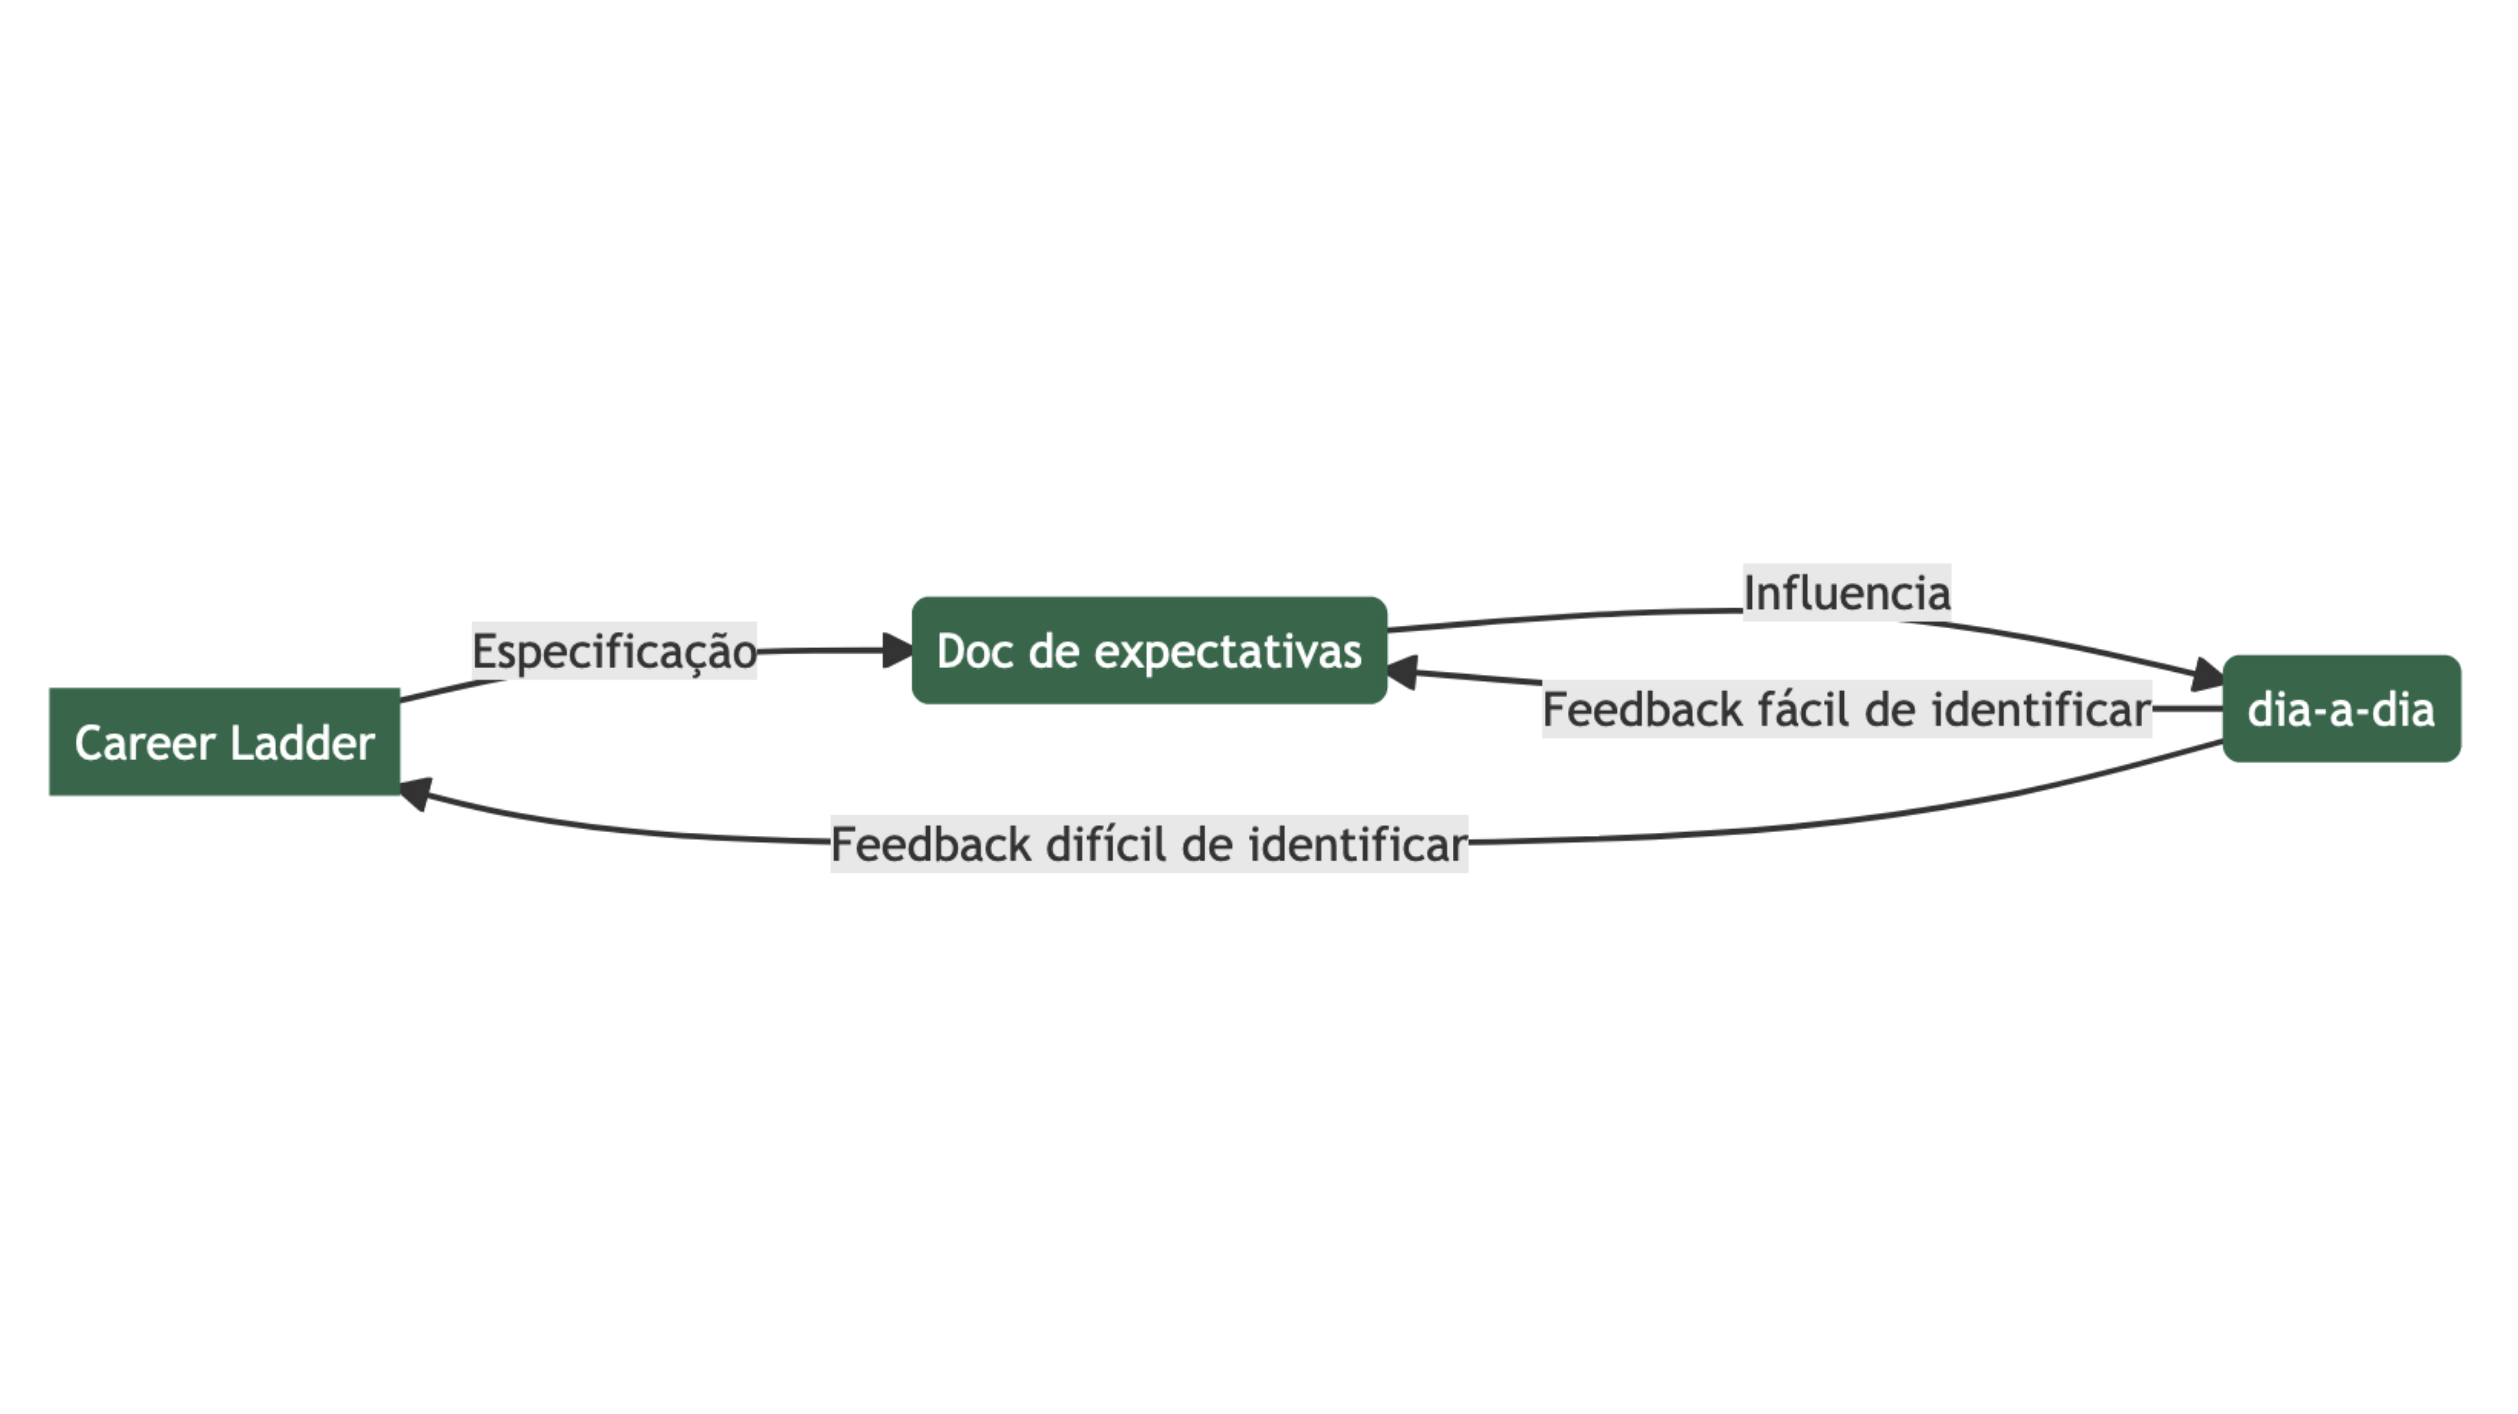 Influencia
Especificação
Doc de expectativas
Feedback fácil de identificar
dia-a-dia
Career Ladder
Feedback difícil de identificar